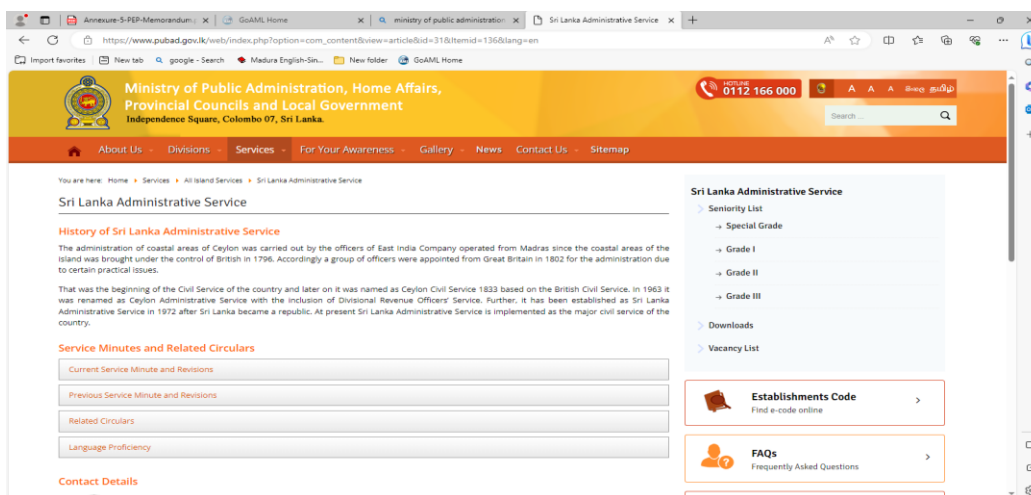 Annexure-5-PEP-Memorandum.p
GoAML Home
ministry of public administration
Sri Lanka Administrative Service
https://www.pubad.gov.lk/web/index.php?option=com_content&view=article&id=31&Itemid=136&lang=en
Import favorites
New tab
google - Search
Madura English-Sin...
New folder
GoAML Home
Ministry of Public Administration, Home Affairs,
Provincial Councils and Local Government
Independence Square, Colombo 07, Sri Lanka.
HOTLINE
0112 166 000
A A A සිංහල தமிழ்
Search ...
About Us
Divisions
Services
For Your Awareness
Gallery
News
Contact Us
Sitemap
You are here: Home Services All Island Services Sri Lanka Administrative Service
Sri Lanka Administrative Service
History of Sri Lanka Administrative Service
The administration of coastal areas of Ceylon was carried out by the officers of East India Company operated from Madras since the coastal areas of the
island was brought under the control of British in 1796. Accordingly a group of officers were appointed from Great Britain in 1802 for the administration due
to certain practical issues.
That was the beginning of the Civil Service of the country and later on it was named as Ceylon Civil Service 1833 based on the British Civil Service. In 1963 it
was renamed as Ceylon Administrative Service with the inclusion of Divisional Revenue Officers' Service. Further, it has been established as Sri Lanka
Administrative Service in 1972 after Sri Lanka became a republic. At present Sri Lanka Administrative Service is implemented as the major civil service of the
country.
Service Minutes and Related Circulars
Current Service Minute and Revisions
Previous Service Minute and Revisions
Related Circulars
Language Proficiency
Contact Details
Sri Lanka Administrative Service
Seniority List
Special Grade
Grade I
Grade II
Grade III
Downloads
Vacancy List
Establishments Code
Find e-code online
FAQs
Frequently Asked Questions